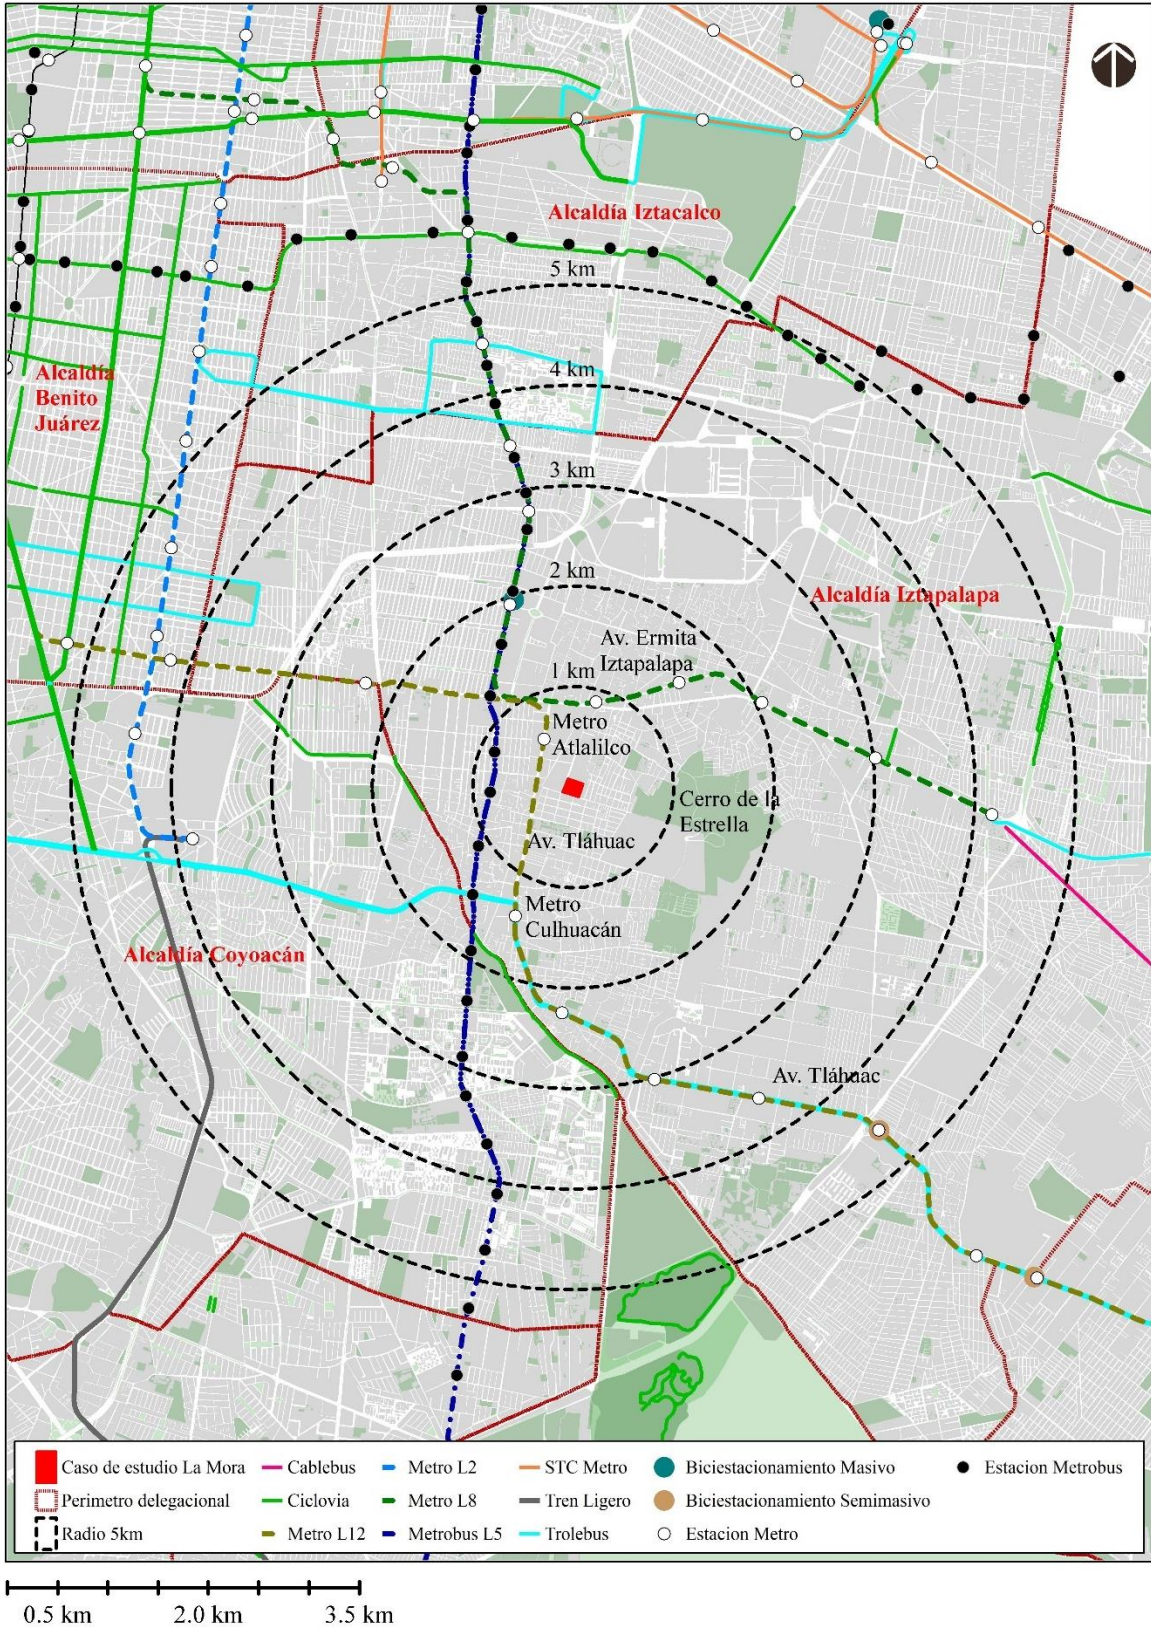 Alcaldía Iztacalco
5 km
Alcaldía
Benito
Juárez
4 km
3 km
2 km
Alcaldía Iztapalapa
Av. Ermita
Iztapalapa
1 km
Metro
Atlalilco
Cerro de la
Estrella
Av. Tláhuac
Metro
Culhuacán
Alcaldía Coyoacán
Av. Tláhuac
Caso de estudio La Mora
Cablebus
Metro L2
STC Metro
Biciestacionamiento Masivo
Estacion Metrobus
Perimetro delegacional
Ciclovia
Metro L8
Tren Ligero
Biciestacionamiento Semimasivo
Radio 5km
Metro L12
Metrobus L5
Trolebus
Estacion Metro
0.5 km
2.0 km
3.5 km